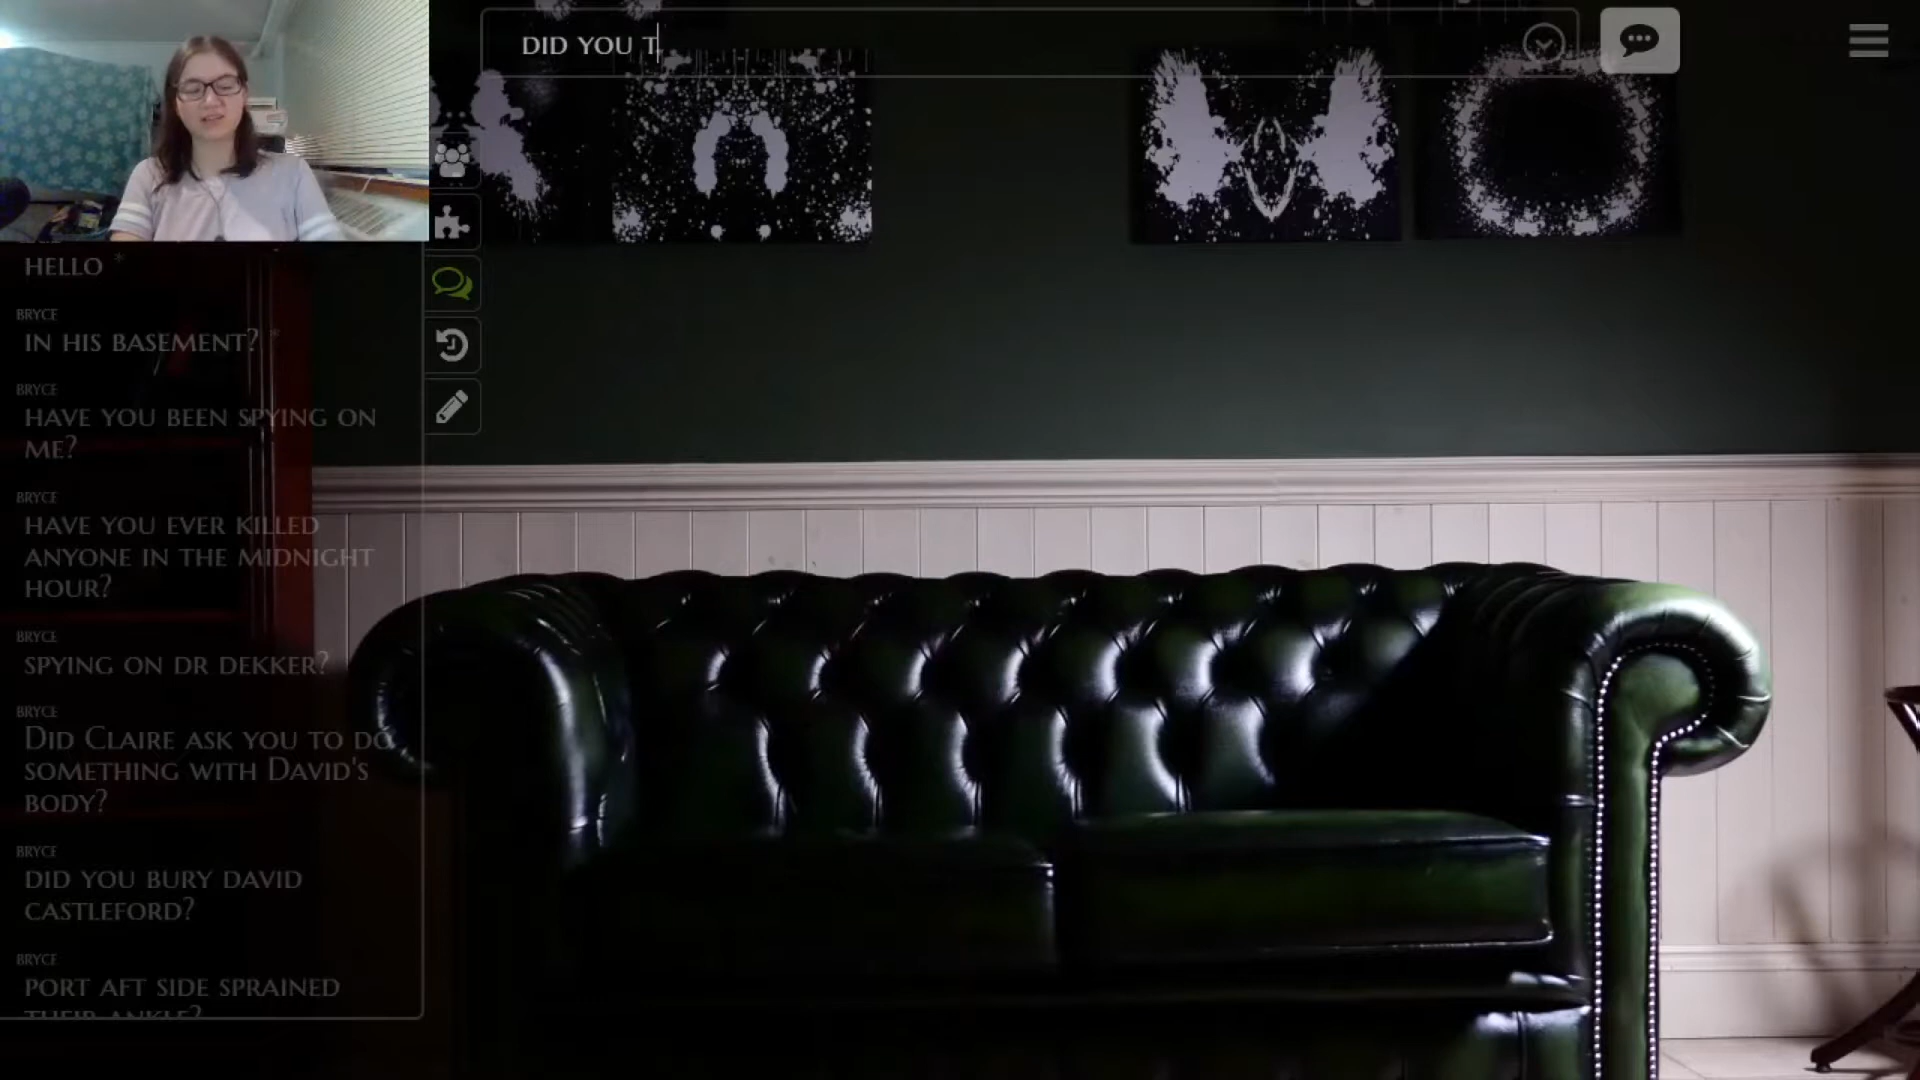 DID YOU T
HELLO *
BRYCE
IN HIS BASEMENT? *
BRYCE
HAVE YOU BEEN SPYING ON
ME?
BRYCE
HAVE YOU EVER KILLED
ANYONE IN THE MIDNIGHT
HOUR?
BRYCE
SPYING ON DR DEKKER?
BRYCE
DID CLAIRE ASK YOU TO DO
SOMETHING WITH DAVID'S
BODY?
BRYCE
DID YOU BURY DAVID
CASTLEFORD?
BRYCE
PORT AFT SIDE SPRAINED
THEIR ANKLE?